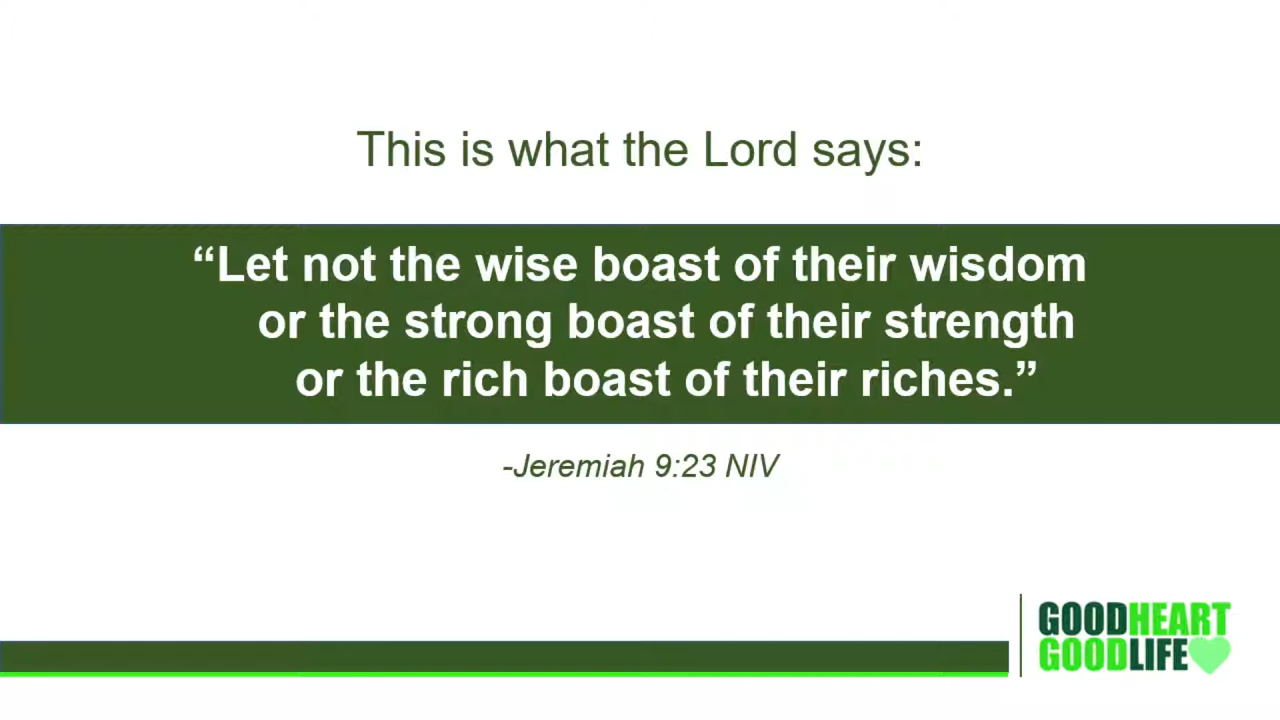 This is what the Lord says:
“Let not the wise boast of their wisdom
or the strong boast of their strength
or the rich boast of their riches.”
-Jeremiah 9:23 NIV
GOODHEART
GOODLIFE